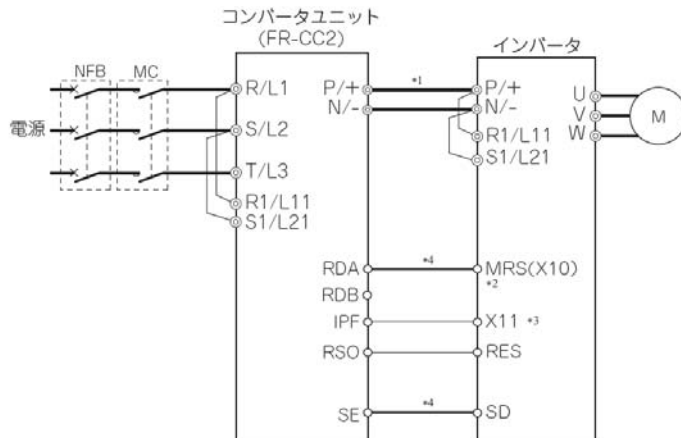 コンバータユニット
(FR-CC2)
インバータ
NFB MC
R/L1 P/+ *1 P/+ U
N/- N/- V M
電源 S/L2 R1/L11 W
S1/L21
T/L3
R1/L11
S1/L21
RDA *4 MRS(X10)
*2
RDB
IPF X11 *3
RSO RES
SE *4 SD